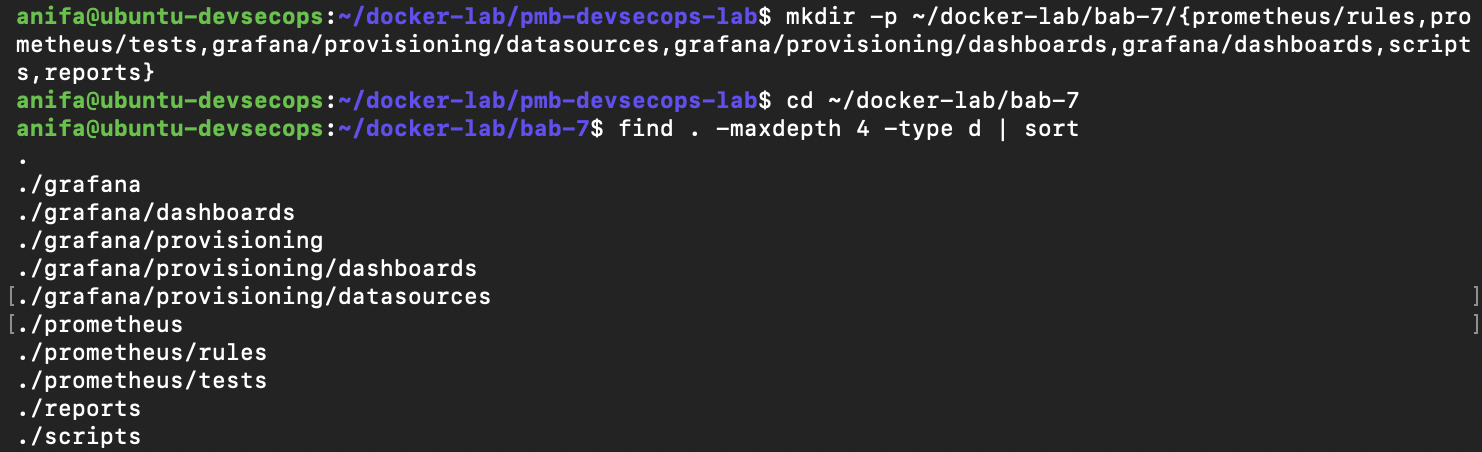 anifa@ubuntu-devsecops:~/docker-lab/pmb-devsecops-lab$ mkdir -p ~/docker-lab/bab-7/{prometheus/rules,pro
metheus/tests,grafana/provisioning/datasources,grafana/provisioning/dashboards,grafana/dashboards,script
s,reports}
anifa@ubuntu-devsecops:~/docker-lab/pmb-devsecops-lab$ cd ~/docker-lab/bab-7
anifa@ubuntu-devsecops:~/docker-lab/bab-7$ find . -maxdepth 4 -type d | sort
.
./grafana
./grafana/dashboards
./grafana/provisioning
./grafana/provisioning/dashboards
[./grafana/provisioning/datasources ]
[./prometheus ]
./prometheus/rules
./prometheus/tests
./reports
./scripts